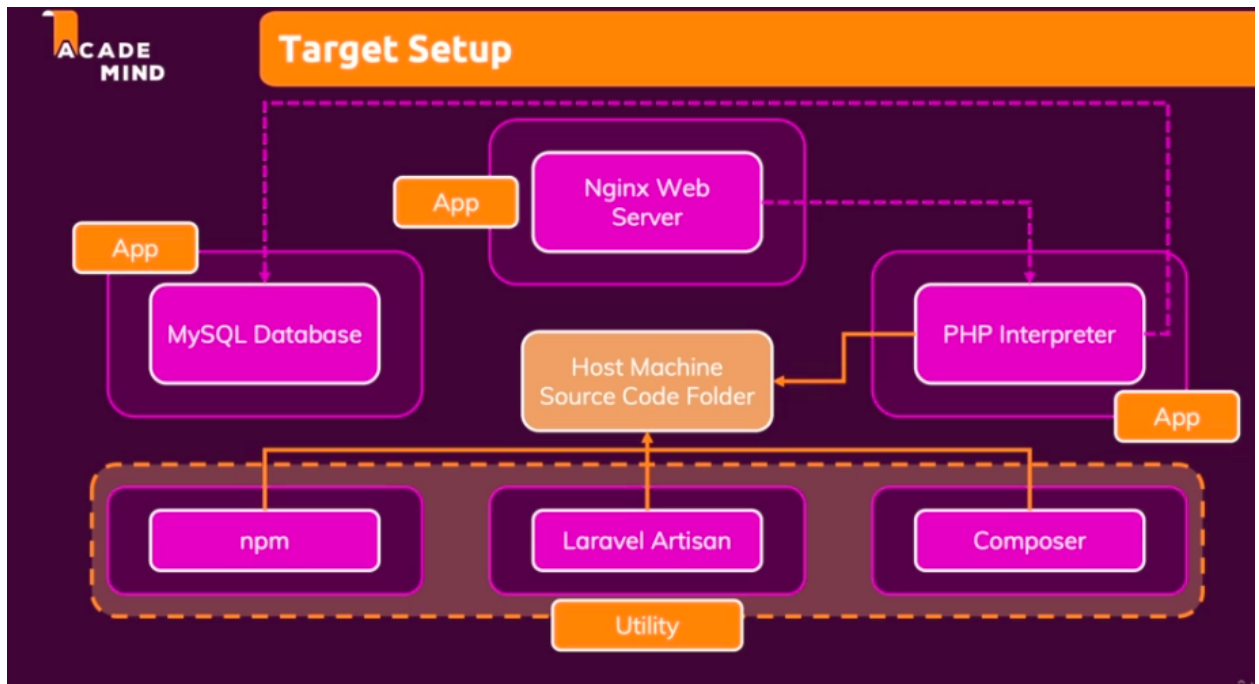 ACADE
MIND
Target Setup
Nginx Web
Server
App
App
MySQL Database
PHP Interpreter
App
Host Machine
Source Code Folder
npm
Laravel Artisan
Composer
Utility